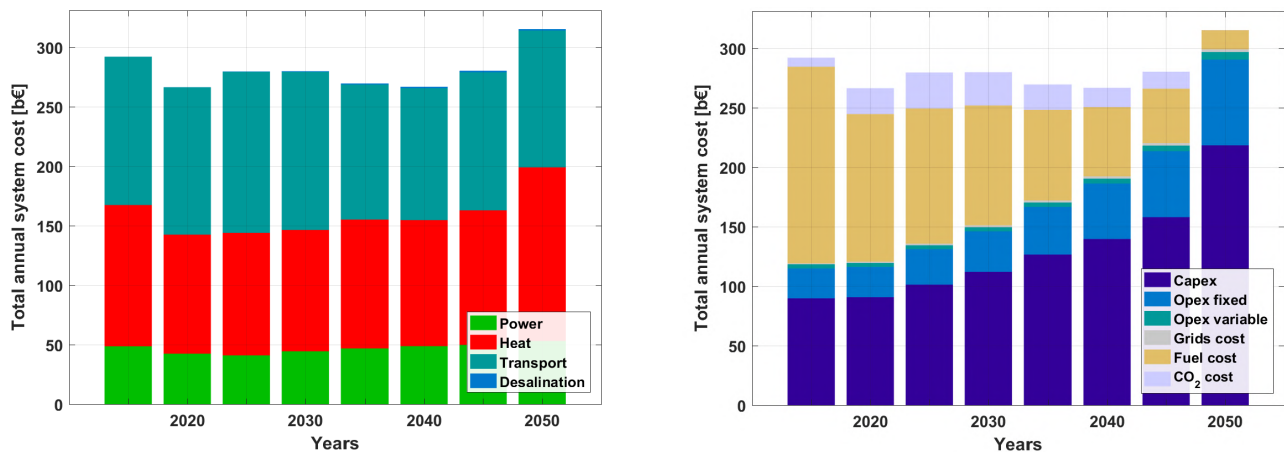 Total annual system cost [b€]
300
250
200
150
100
50
0
2020
2030
2040
2050
Years
Power
Heat
Transport
Desalination
Total annual system cost [b€]
300
250
200
150
100
50
0
2020
2030
2040
2050
Years
Capex
Opex fixed
Opex variable
Grids cost
Fuel cost
CO₂ cost